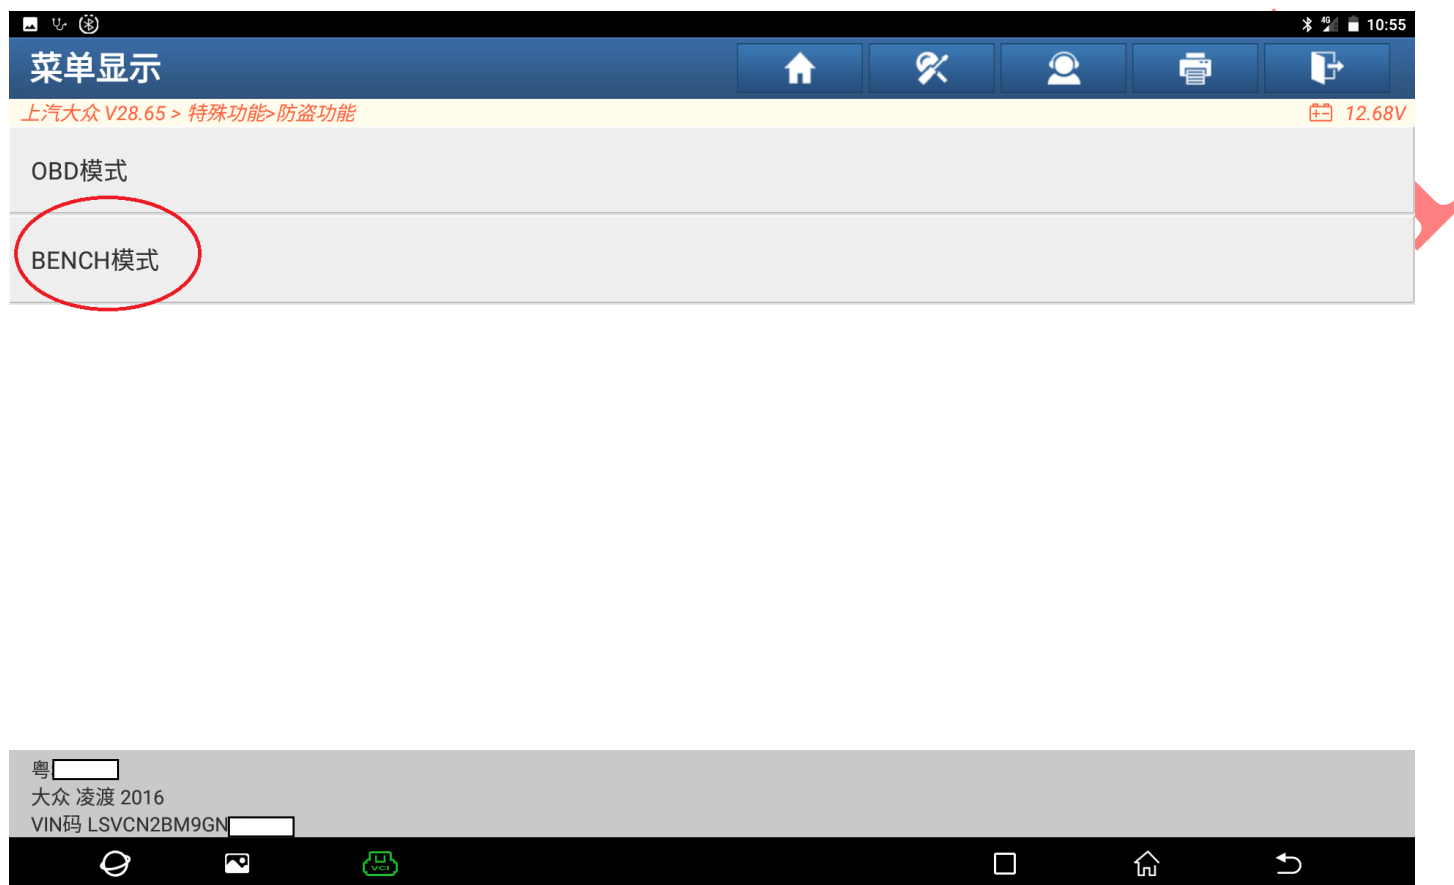 4G 10:55
菜单显示
上汽大众 V28.65 > 特殊功能>防盗功能 12.68V
OBD模式
BENCH模式
粤
大众 凌渡 2016
VIN码 LSVCN2BM9GN
VCI